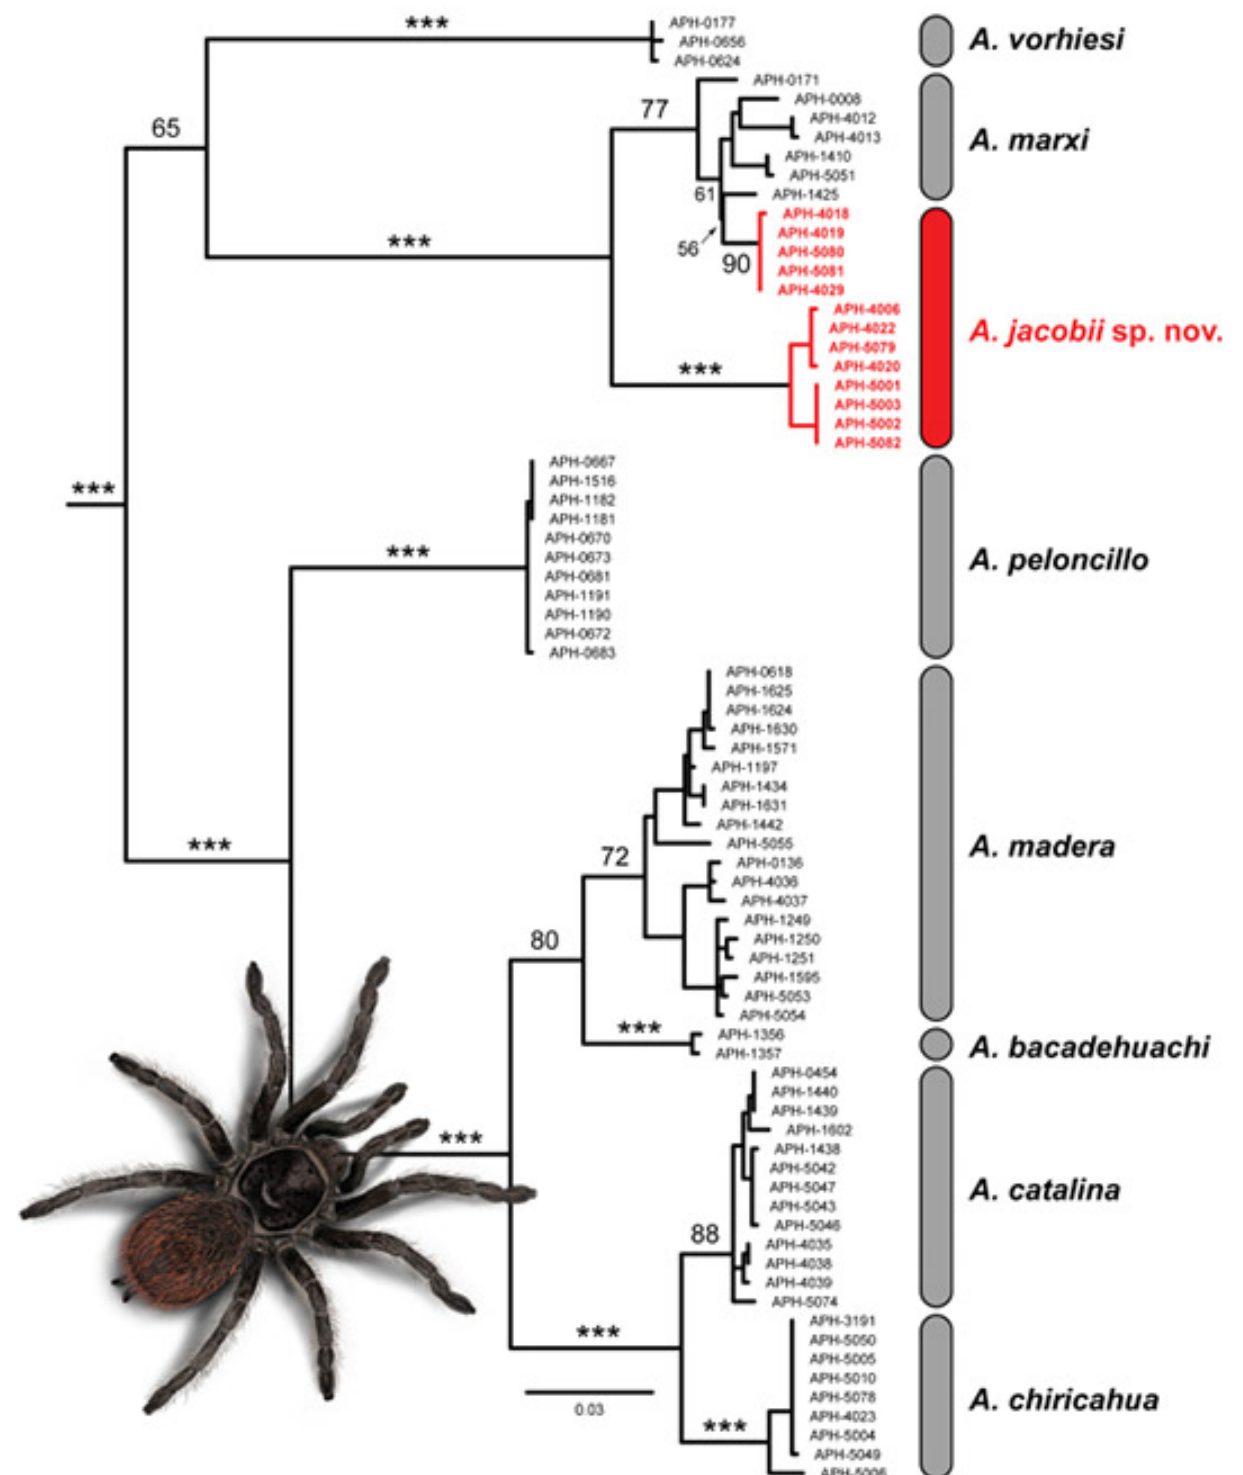 ***
APH-0177
APH-0656
APH-0624
A. vorhiesi
65
77
APH-0171
APH-0008
APH-4012
APH-4013
APH-1410
APH-5051
61
APH-1425
A. marxi
***
56
90
APH-4018
APH-4019
APH-5080
APH-5081
APH-4029
***
APH-4006
APH-4022
APH-5079
APH-4020
APH-5001
APH-5003
APH-5002
APH-5082
A. jacobii sp. nov.
***
***
APH-0667
APH-1516
APH-1182
APH-1181
APH-0670
APH-0673
APH-0681
APH-1191
APH-1190
APH-0672
APH-0683
A. peloncillo
***
80
72
APH-0618
APH-1625
APH-1624
APH-1630
APH-1571
APH-1197
APH-1434
APH-1631
APH-1442
APH-5055
APH-0136
APH-4036
APH-4037
APH-1249
APH-1250
APH-1251
APH-1595
APH-5053
APH-5054
A. madera
***
APH-1356
APH-1357
A. bacadehuachi
***
88
APH-0454
APH-1440
APH-1439
APH-1602
APH-1438
APH-5042
APH-5047
APH-5043
APH-5046
APH-4035
APH-4038
APH-4039
APH-5074
A. catalina
***
0.03
***
APH-3191
APH-5050
APH-5005
APH-5010
APH-5078
APH-4023
APH-5004
APH-5049
APH-5006
A. chiricahua